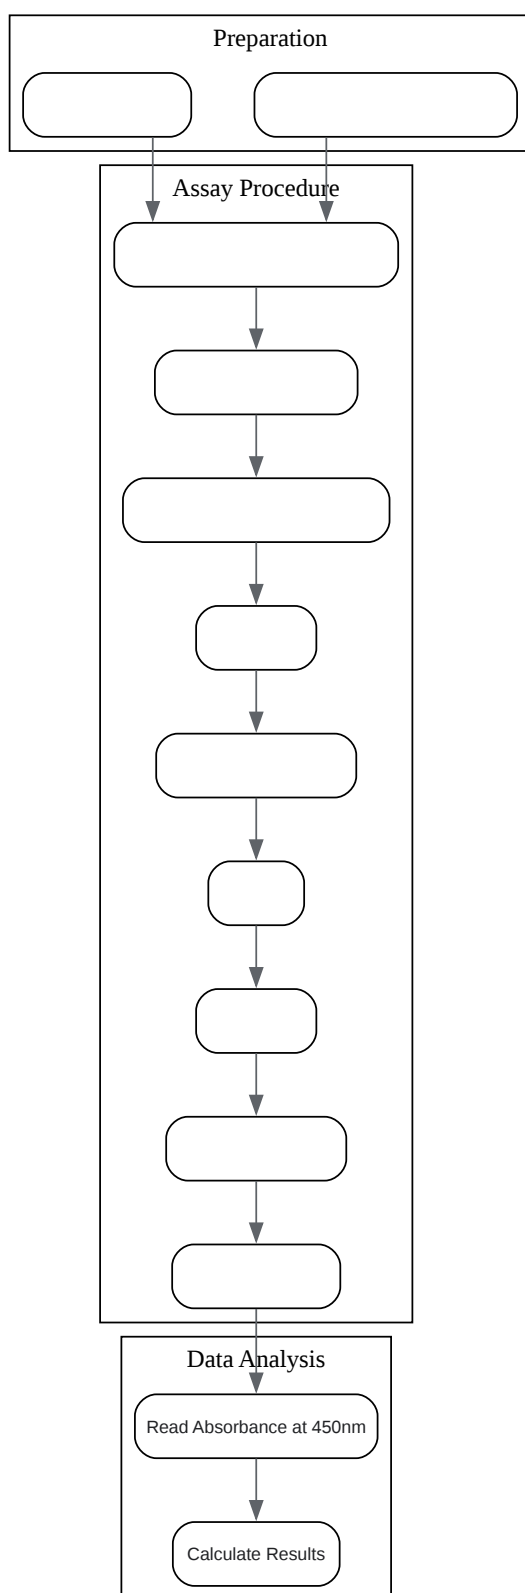 Preparation
Assay Procedure
Data Analysis
Read Absorbance at 450nm
Calculate Results